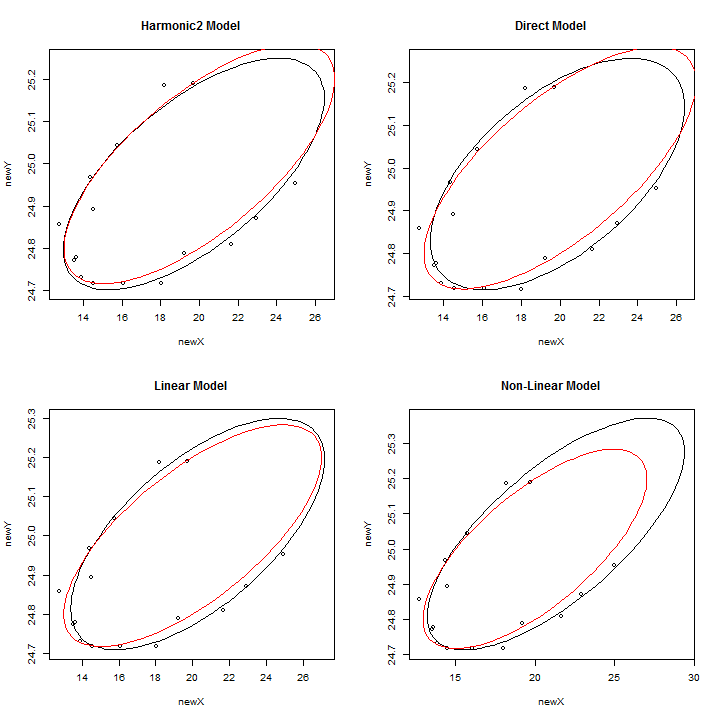 Harmonic2 Model
24.7 24.8 24.9 25.0 25.1 25.2
newY
14 16 18 20 22 24 26
newX
Direct Model
24.7 24.8 24.9 25.0 25.1 25.2
newY
14 16 18 20 22 24 26
newX
Linear Model
24.7 24.8 24.9 25.0 25.1 25.2 25.3
newY
14 16 18 20 22 24 26
newX
Non-Linear Model
24.7 24.8 24.9 25.0 25.1 25.2 25.3
newY
15 20 25 30
newX